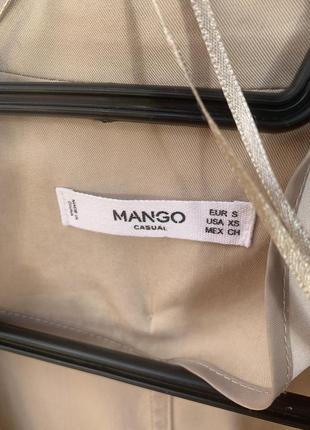 MANGO
CASUAL
EUR S
USA XS
MEX CH